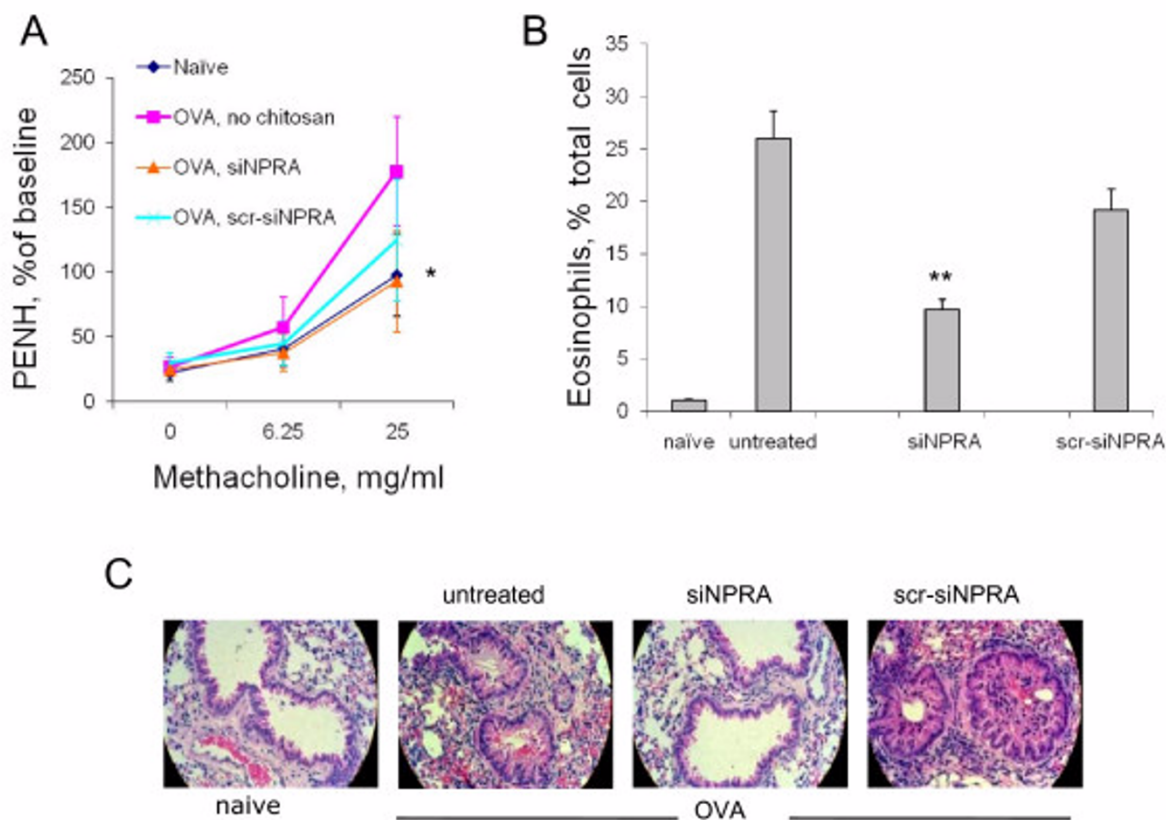 A
Naïve
OVA, no chitosan
OVA, siNPRA
OVA, scr-siNPRA
PENH, %of baseline
250
200
150
100
50
0
*
0 6.25 25
Methacholine, mg/ml
B
Eosinophils, % total cells
35
30
25
20
15
10
5
0
**
naïve untreated siNPRA scr-siNPRA
C
untreated siNPRA scr-siNPRA
naive OVA